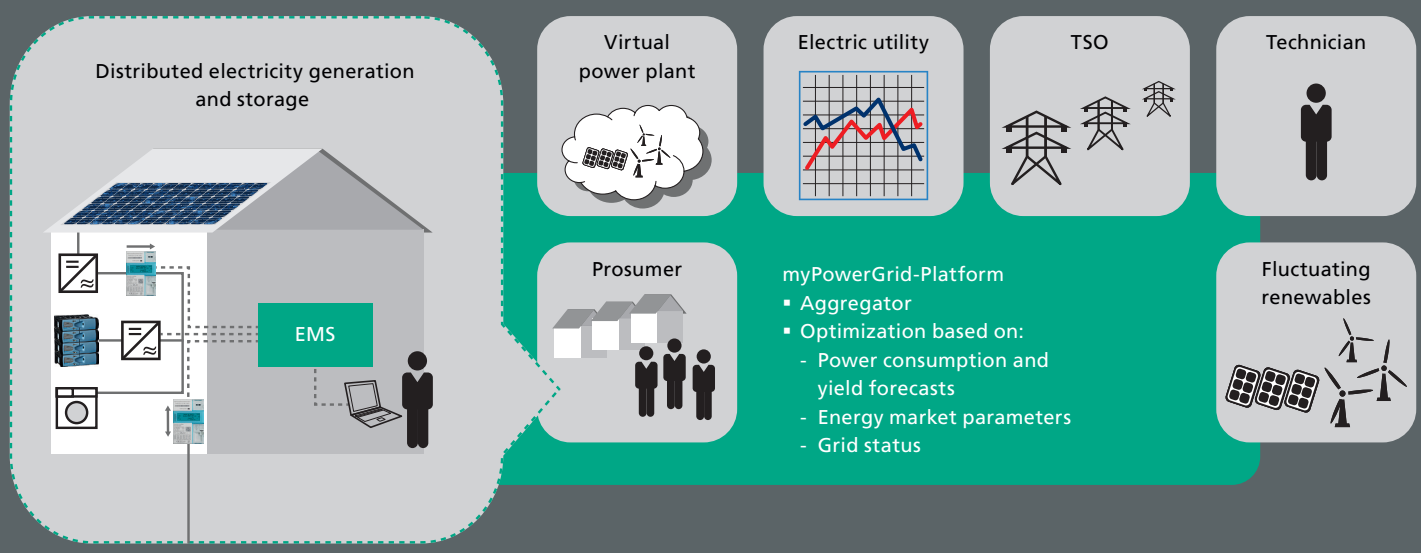 Distributed electricity generation
and storage
EMS
Virtual
power plant
Electric utility
TSO
Technician
Prosumer
myPowerGrid-Platform
▪ Aggregator
▪ Optimization based on:
- Power consumption and
yield forecasts
- Energy market parameters
- Grid status
Fluctuating
renewables